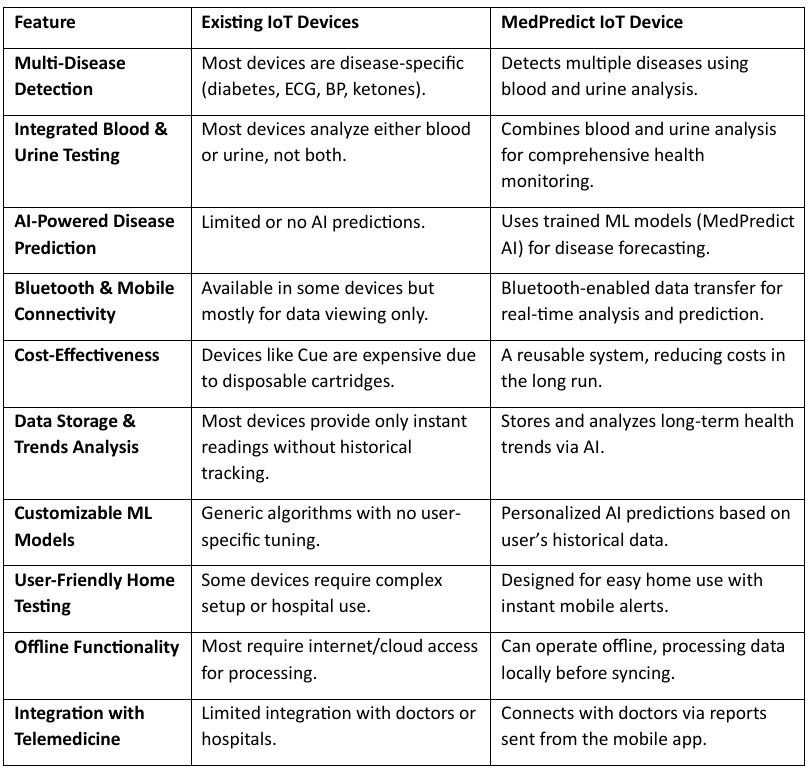 Feature
Existing IoT Devices
MedPredict IoT Device
Multi-Disease
Detection
Most devices are disease-specific
(diabetes, ECG, BP, ketones).
Detects multiple diseases using
blood and urine analysis.
Integrated Blood &
Urine Testing
Most devices analyze either blood
or urine, not both.
Combines blood and urine analysis
for comprehensive health
monitoring.
AI-Powered Disease
Prediction
Limited or no AI predictions.
Uses trained ML models (MedPredict
AI) for disease forecasting.
Bluetooth & Mobile
Connectivity
Available in some devices but
mostly for data viewing only.
Bluetooth-enabled data transfer for
real-time analysis and prediction.
Cost-Effectiveness
Devices like Cue are expensive due
to disposable cartridges.
A reusable system, reducing costs in
the long run.
Data Storage &
Trends Analysis
Most devices provide only instant
readings without historical
tracking.
Stores and analyzes long-term health
trends via AI.
Customizable ML
Models
Generic algorithms with no user-
specific tuning.
Personalized AI predictions based on
user’s historical data.
User-Friendly Home
Testing
Some devices require complex
setup or hospital use.
Designed for easy home use with
instant mobile alerts.
Offline Functionality
Most require internet/cloud access
for processing.
Can operate offline, processing data
locally before syncing.
Integration with
Telemedicine
Limited integration with doctors or
hospitals.
Connects with doctors via reports
sent from the mobile app.